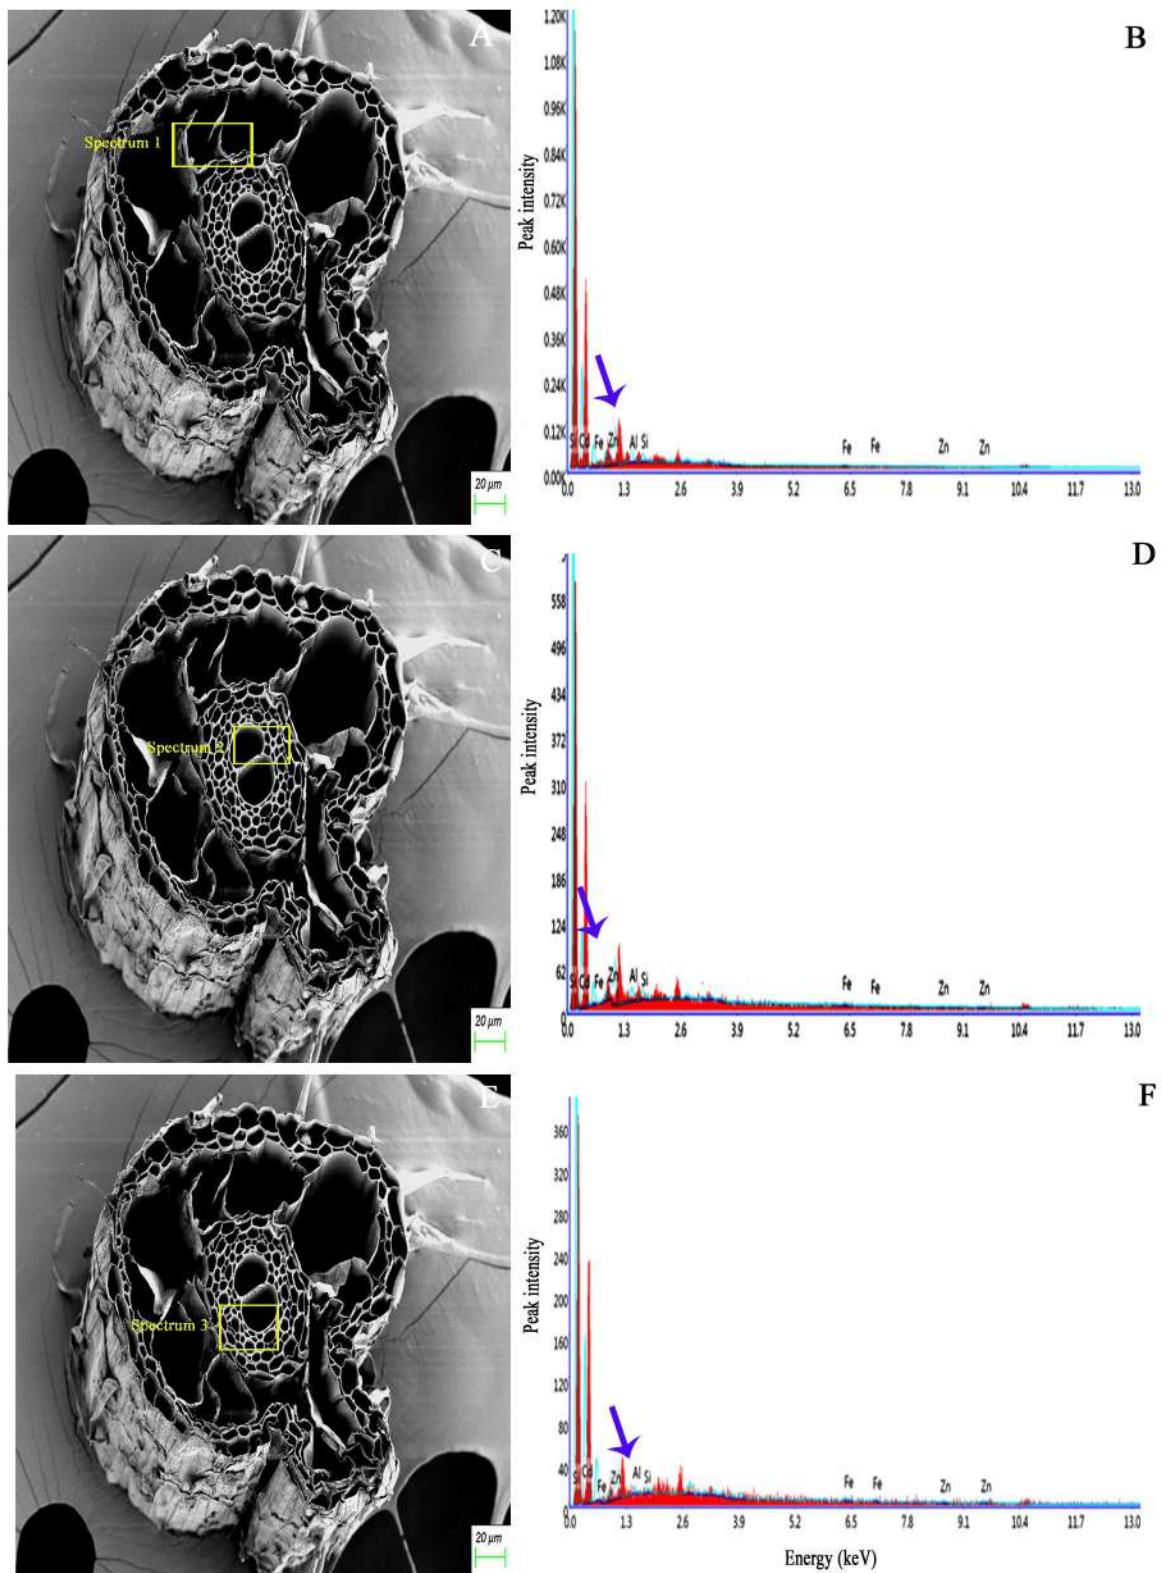 A
Spectrum 1
20 µm
B
Peak intensity
1.20K
1.08K
0.96K
0.84K
0.72K
0.60K
0.48K
0.36K
0.24K
0.12K
0.00K
Si Cd Fe Zn Al Si Fe Fe Zn Zn
0.0 1.3 2.6 3.9 5.2 6.5 7.8 9.1 10.4 11.7 13.0
C
Spectrum 2
20 µm
D
Peak intensity
558
496
434
372
310
248
186
124
62
0
Si Cd Fe Zn Al Si Fe Fe Zn Zn
0.0 1.3 2.6 3.9 5.2 6.5 7.8 9.1 10.4 11.7 13.0
E
Spectrum 3
20 µm
F
Peak intensity
360
320
280
240
200
160
120
80
40
0
Si Cd Fe Zn Al Si Fe Fe Zn Zn
0.0 1.3 2.6 3.9 5.2 6.5 7.8 9.1 10.4 11.7 13.0
Energy (keV)